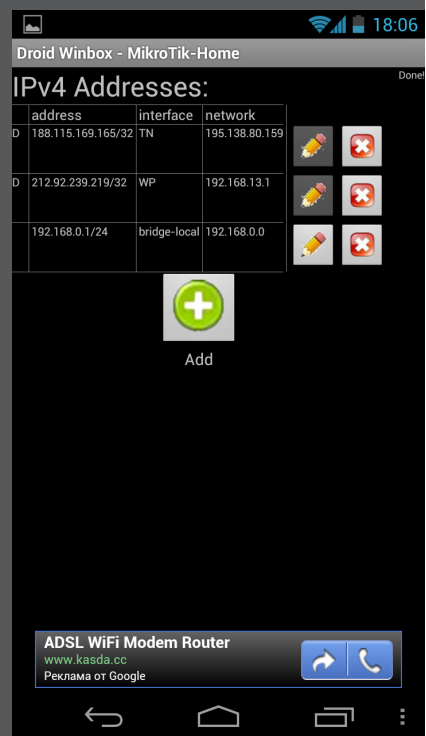 18:06
Droid Winbox - MikroTik-Home
IPv4 Addresses:
Done!
address interface network
D 188.115.169.165/32 TN 195.138.80.159
D 212.92.239.219/32 WP 192.168.13.1
192.168.0.1/24 bridge-local 192.168.0.0
Add
ADSL WiFi Modem Router
www.kasda.cc
Реклама от Google